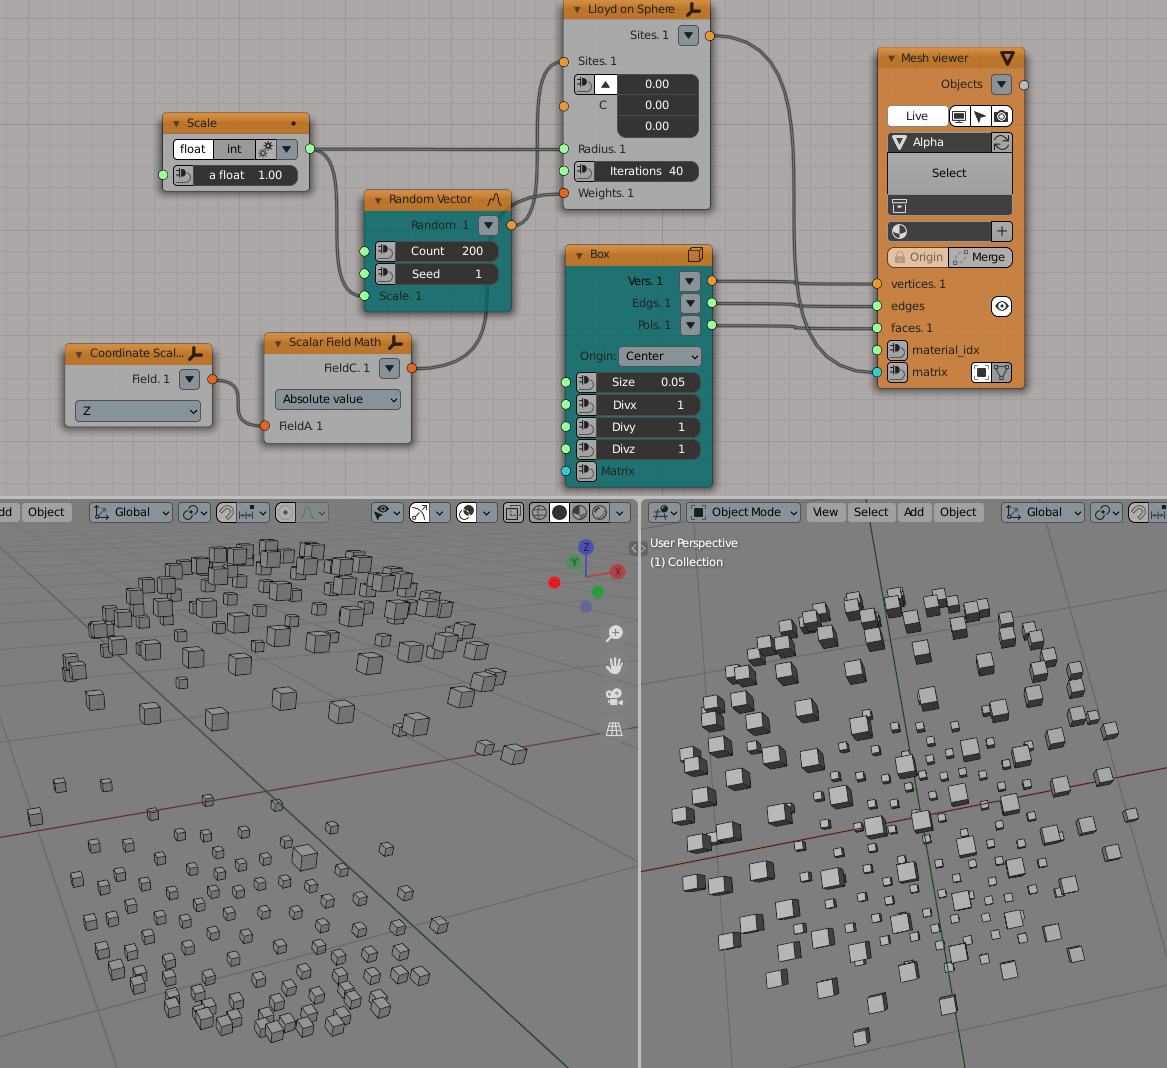 Lloyd on Sphere
Sites. 1
Sites. 1
0.00
C 0.00
0.00
Radius. 1
Iterations 40
Weights. 1
Scale
float int
a float 1.00
Random Vector
Random. 1
Count 200
Seed 1
Scale. 1
Coordinate Scal...
Field. 1
Z
Scalar Field Math
FieldC. 1
Absolute value
FieldA. 1
Box
Vers. 1
Edgs. 1
Pols. 1
Origin: Center
Size 0.05
Divx 1
Divy 1
Divz 1
Matrix
Mesh viewer
Objects
Live
Alpha
Select
Origin Merge
vertices. 1
edges
faces. 1
material_idx
matrix
dd Object Global
Z
Y
X
Object Mode View Select Add Object Global
User Perspective
(1) Collection